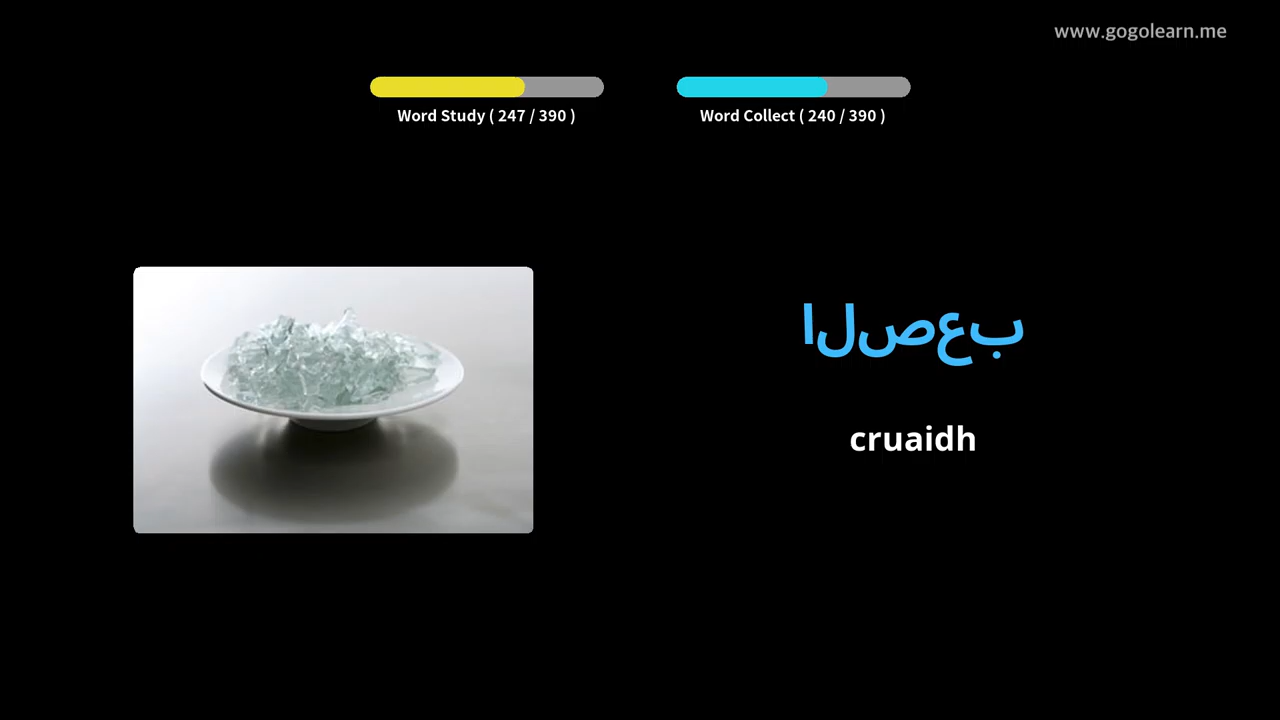 www.gogolearn.me
Word Study ( 247 / 390 )
Word Collect ( 240 / 390 )
الصعب
cruaidh